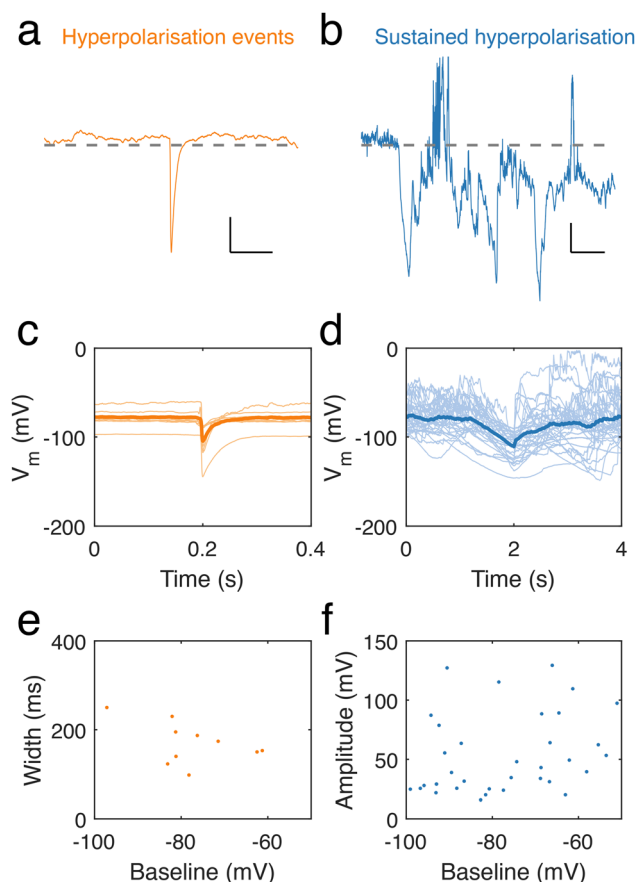 a Hyperpolarisation events
b Sustained hyperpolarisation
c
0
-100
-200
Vm (mV)
0 0.2 0.4
Time (s)
d
0
-100
-200
Vm (mV)
0 2 4
Time (s)
e
400
200
0
Width (ms)
-100 -80 -60
Baseline (mV)
f
150
100
50
0
Amplitude (mV)
-100 -80 -60
Baseline (mV)